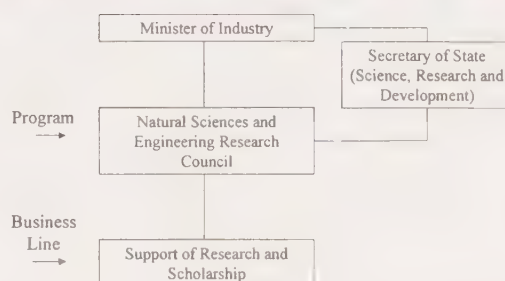 Minister of Industry
Secretary of State
(Science, Research and
Development)
Program
Natural Sciences and
Engineering Research
Council
Business
Line
Support of Research and
Scholarship